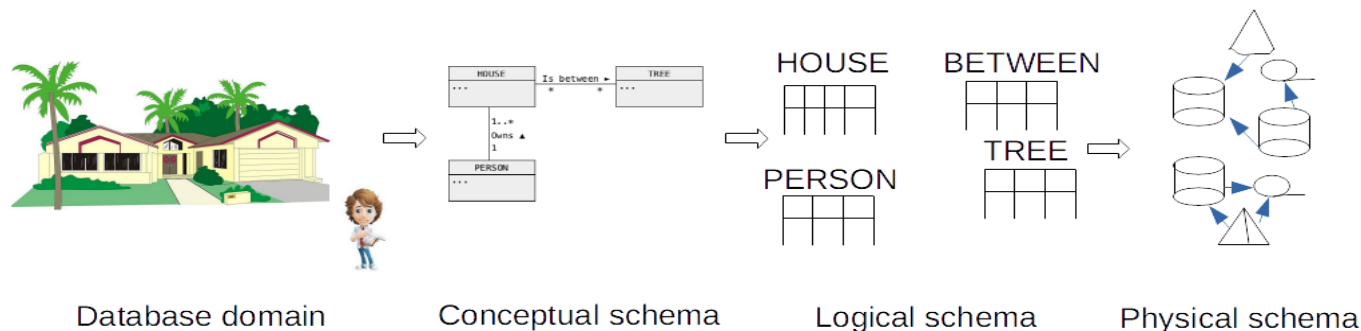 HOUSE
...
Is between ►
*
*
TREE
...
1..*
Owns ▲
1
PERSON
...
HOUSE
BETWEEN
TREE
PERSON
Database domain
Conceptual schema
Logical schema
Physical schema